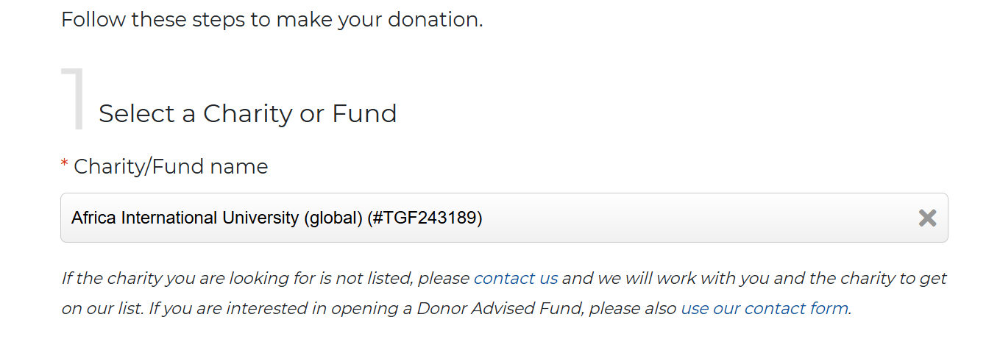 Follow these steps to make your donation.
1 Select a Charity or Fund
* Charity/Fund name
Africa International University (global) (#TGF243189)
If the charity you are looking for is not listed, please contact us and we will work with you and the charity to get
on our list. If you are interested in opening a Donor Advised Fund, please also use our contact form.